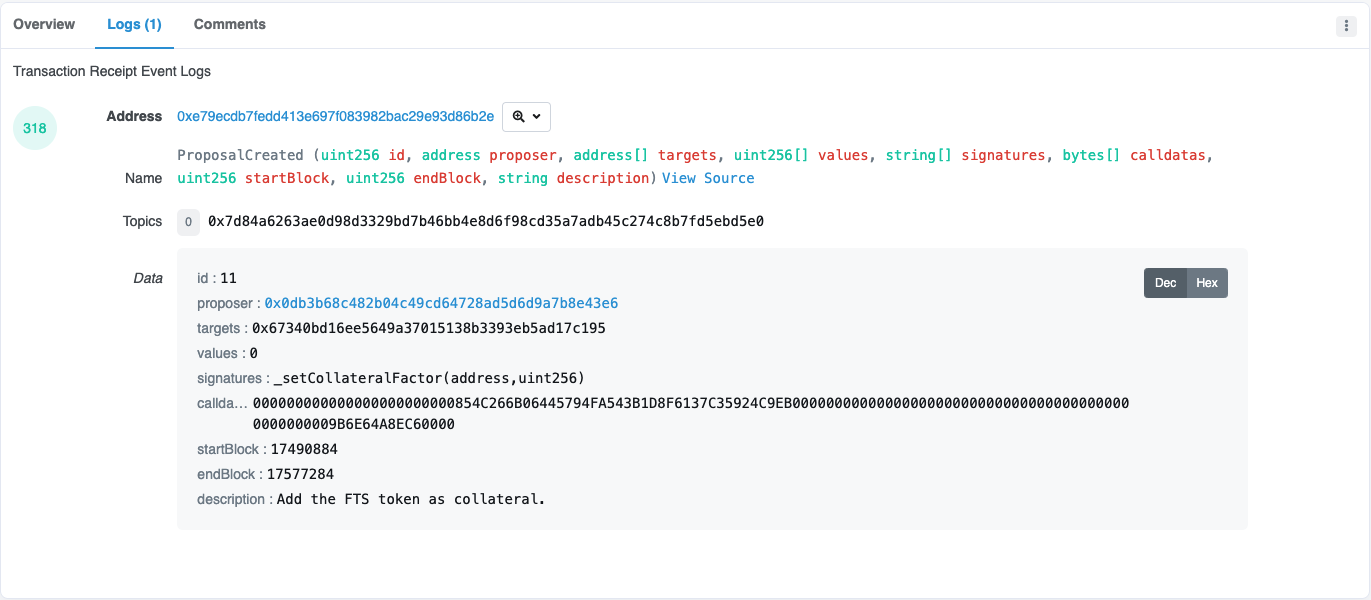 Overview Logs (1) Comments
Transaction Receipt Event Logs
318
Address 0xe79ecdb7fedd413e697f083982bac29e93d86b2e
ProposalCreated (uint256 id, address proposer, address[] targets, uint256[] values, string[] signatures, bytes[] calldatas,
Name uint256 startBlock, uint256 endBlock, string description) View Source
Topics 0 0x7d84a6263ae0d98d3329bd7b46bb4e8d6f98cd35a7adb45c274c8b7fd5ebd5e0
Data id : 11
Dec Hex
proposer : 0x0db3b68c482b04c49cd64728ad5d6d9a7b8e43e6
targets : 0x67340bd16ee5649a37015138b3393eb5ad17c195
values : 0
signatures : _setCollateralFactor(address,uint256)
callda… 000000000000000000000000854C266B06445794FA543B1D8F6137C35924C9EB0000000000000000000000000000000000000000
0000000009B6E64A8EC60000
startBlock : 17490884
endBlock : 17577284
description : Add the FTS token as collateral.